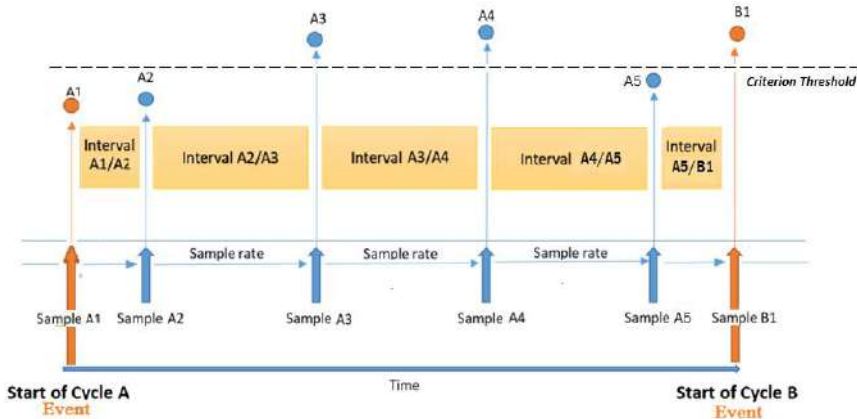 A3
A4
B1
A2
A1
A5
Criterion Threshold
Interval
A1/A2
Interval A2/A3
Interval A3/A4
Interval A4/A5
Interval
A5/B1
Sample rate
Sample rate
Sample rate
Sample A1
Sample A2
Sample A3
Sample A4
Sample A5
Sample B1
Time
Start of Cycle A
Event
Start of Cycle B
Event